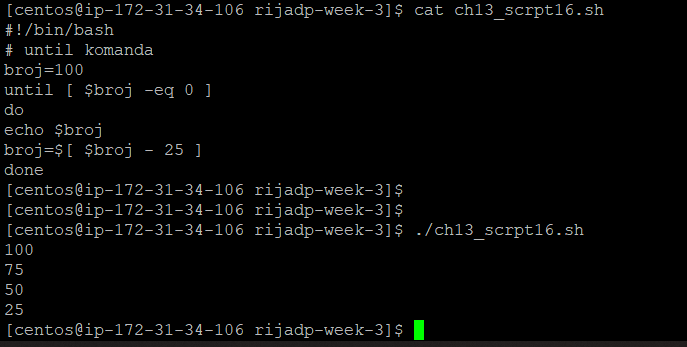 [centos@ip-172-31-34-106 rijadp-week-3]$ cat ch13_scrpt16.sh
#!/bin/bash
# until komanda
broj=100
until [ $broj -eq 0 ]
do
echo $broj
broj=$[ $broj - 25 ]
done
[centos@ip-172-31-34-106 rijadp-week-3]$
[centos@ip-172-31-34-106 rijadp-week-3]$
[centos@ip-172-31-34-106 rijadp-week-3]$ ./ch13_scrpt16.sh
100
75
50
25
[centos@ip-172-31-34-106 rijadp-week-3]$